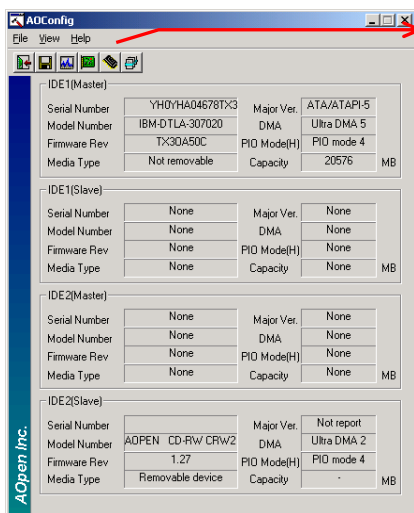 AOConfig
File View Help
IDE1(Master)
Serial Number YH0YHA04678TX3 Major Ver. ATA/ATAPI-5
Model Number IBM-DTLA-307020 DMA Ultra DMA 5
Firmware Rev TX3OA50C PIO Mode(H) PIO mode 4
Media Type Not removable Capacity 20576 MB
IDE1(Slave)
Serial Number None Major Ver. None
Model Number None DMA None
Firmware Rev None PIO Mode(H) None
Media Type None Capacity None MB
IDE2(Master)
Serial Number None Major Ver. None
Model Number None DMA None
Firmware Rev None PIO Mode(H) None
Media Type None Capacity None MB
IDE2(Slave)
Serial Number Major Ver. Not report
Model Number AOPEN CD-RW CRW2 DMA Ultra DMA 2
Firmware Rev 1.27 PIO Mode(H) PIO mode 4
Media Type Removable device Capacity - MB
AOpen Inc.